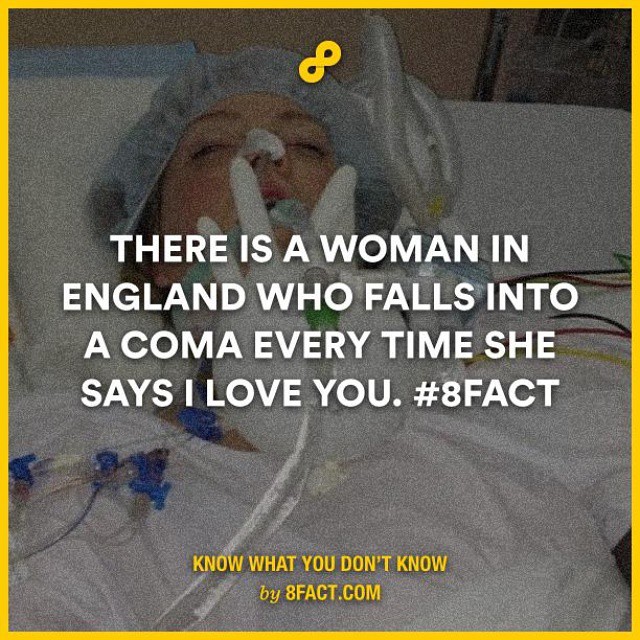 THERE IS A WOMAN IN
ENGLAND WHO FALLS INTO
A COMA EVERY TIME SHE
SAYS I LOVE YOU. #8FACT
KNOW WHAT YOU DON'T KNOW
by 8FACT.COM